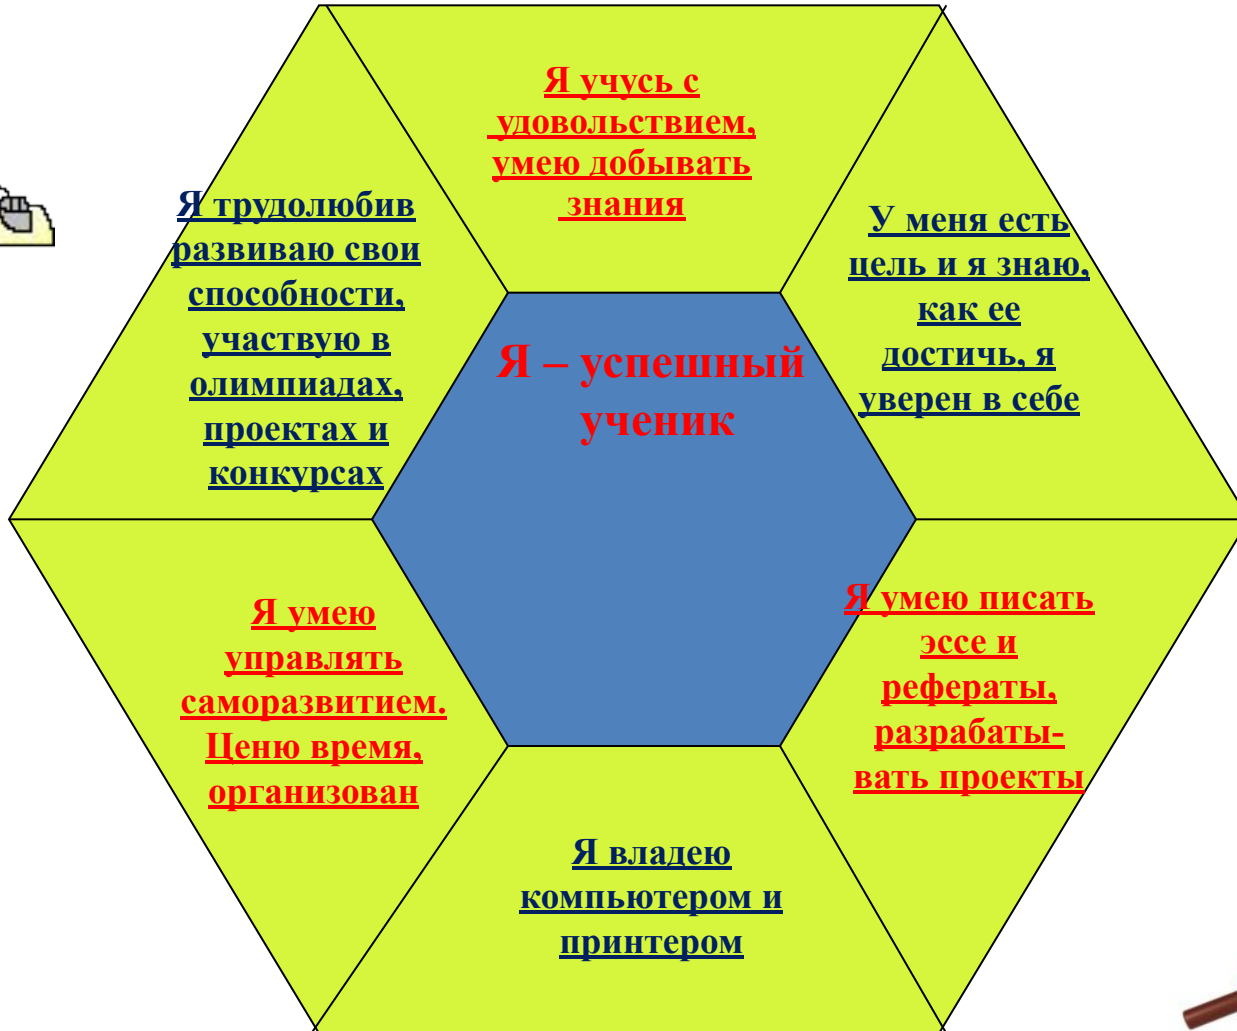 Я учусь с
удовольствием,
умею добывать
знания
Я трудолюбив
развиваю свои
способности,
участвую в
олимпиадах,
проектах и
конкурсах
У меня есть
цель и я знаю,
как ее
достичь, я
уверен в себе
Я – успешный
ученик
Я умею
управлять
саморазвитием.
Ценю время,
организован
Я умею писать
эссе и
рефераты,
разрабаты-
вать проекты
Я владею
компьютером и
принтером